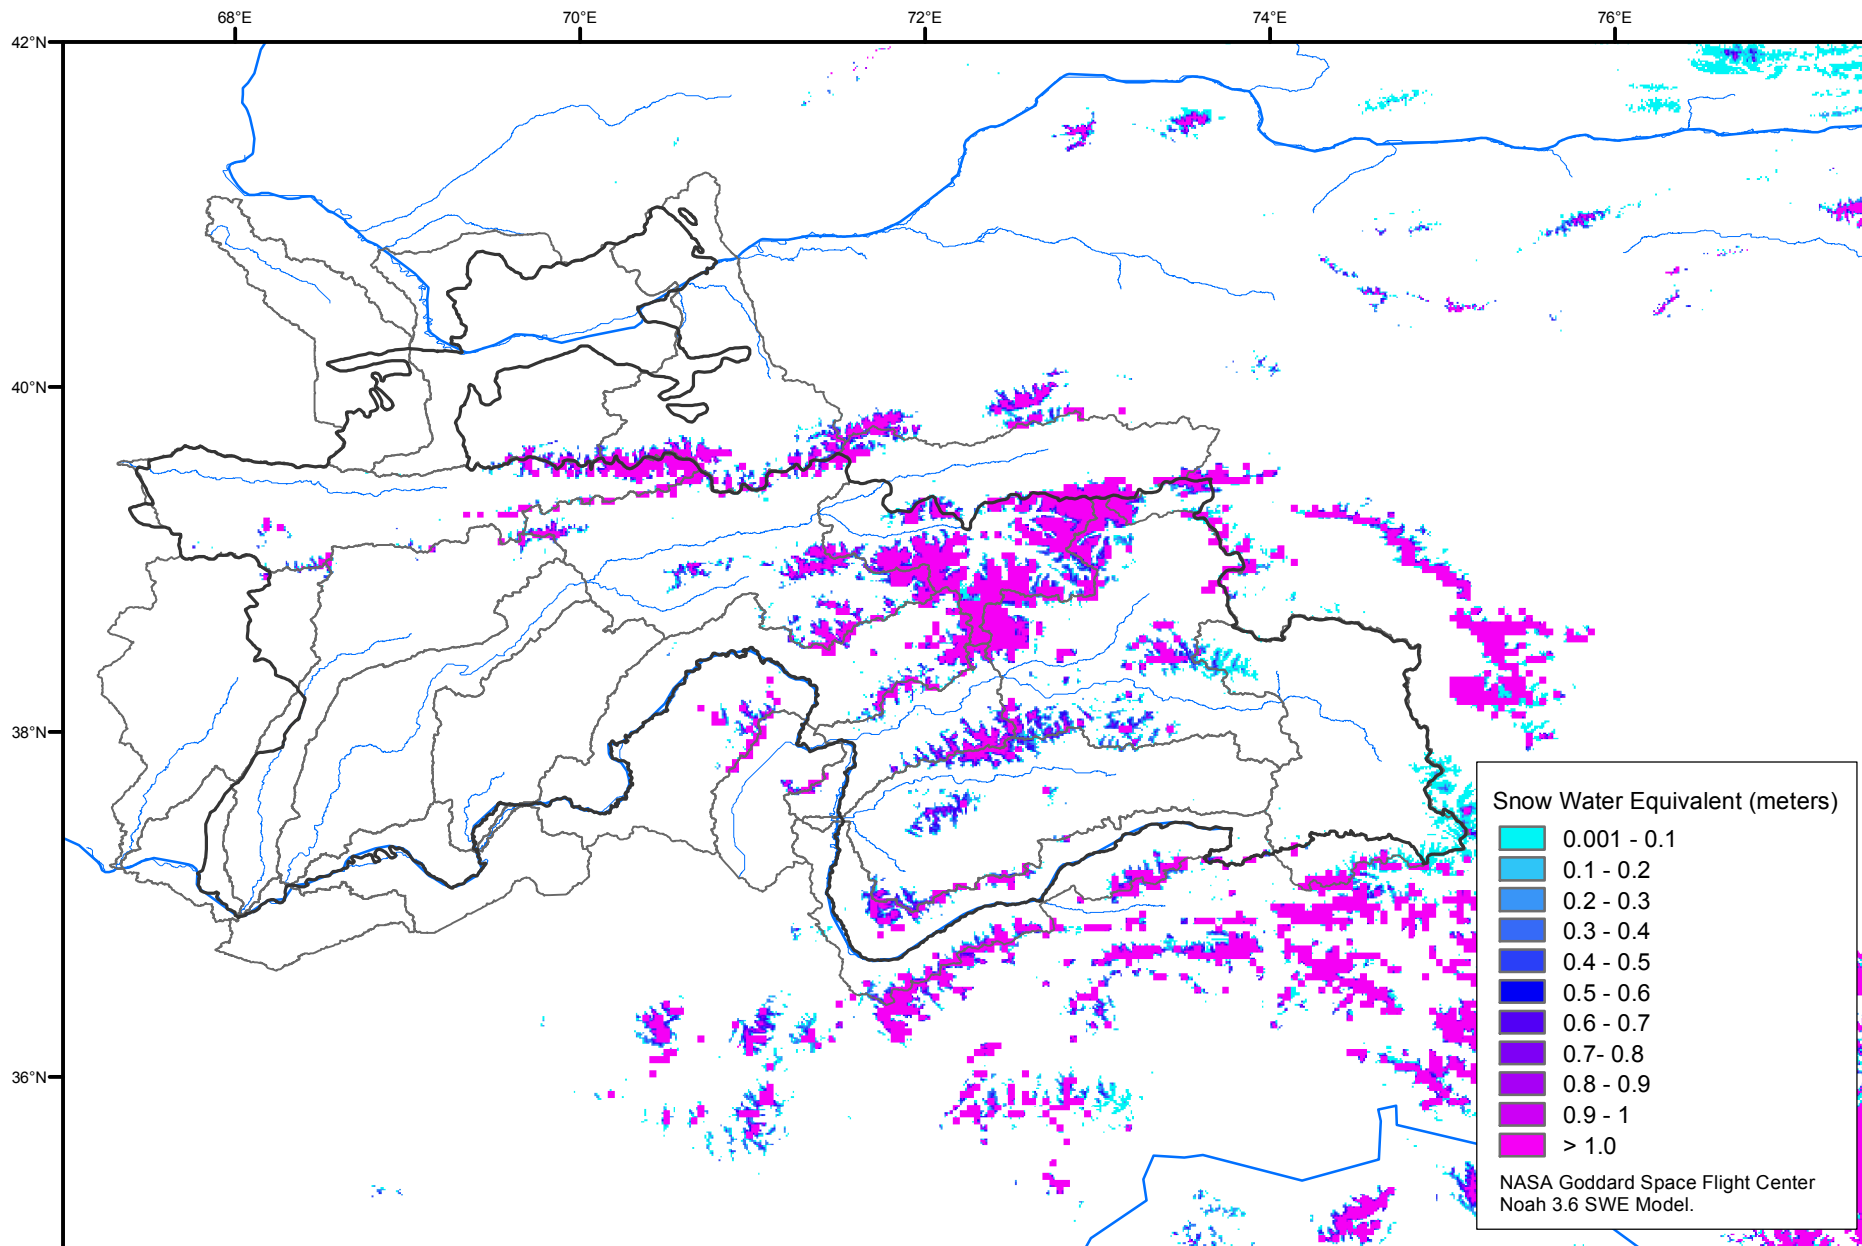 68°E
70°E
72°E
74°E
76°E
42°N
40°N
38°N
36°N
Snow Water Equivalent (meters)
0.001 - 0.1
0.1 - 0.2
0.2 - 0.3
0.3 - 0.4
0.4 - 0.5
0.5 - 0.6
0.6 - 0.7
0.7- 0.8
0.8 - 0.9
0.9 - 1
> 1.0
NASA Goddard Space Flight Center
Noah 3.6 SWE Model.